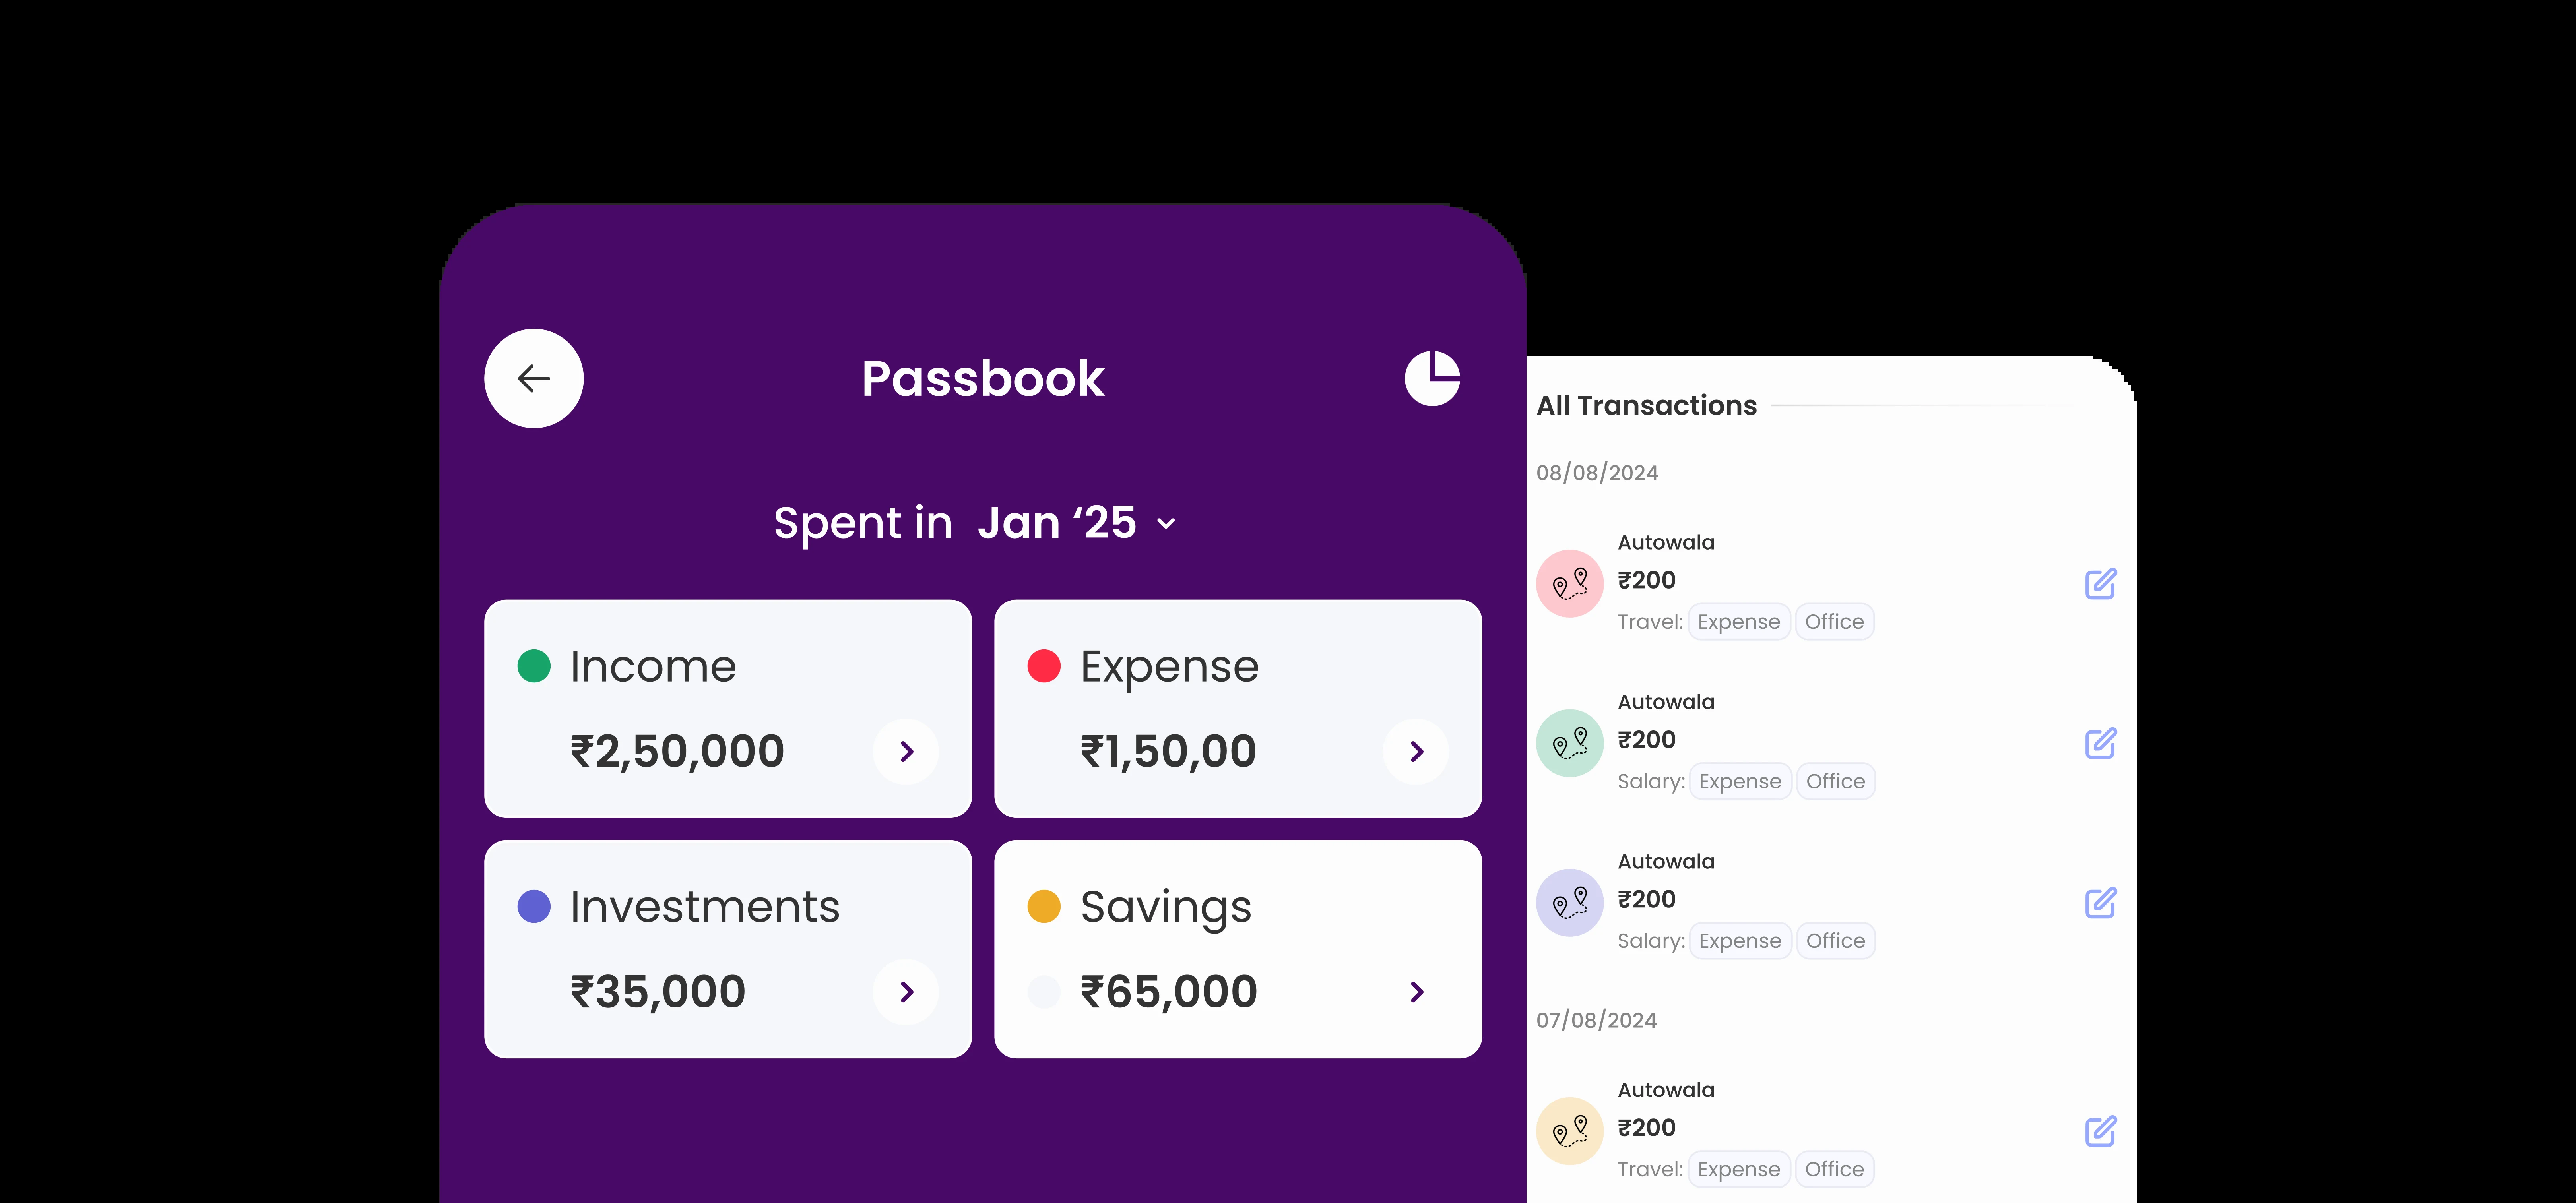 Passbook
Spent in Jan ‘25
Income
₹2,50,000
Expense
₹1,50,00
Investments
₹35,000
Savings
₹65,000
All Transactions
08/08/2024
Autowala
₹200
Travel: Expense Office
Autowala
₹200
Salary: Expense Office
Autowala
₹200
Salary: Expense Office
07/08/2024
Autowala
₹200
Travel: Expense Office